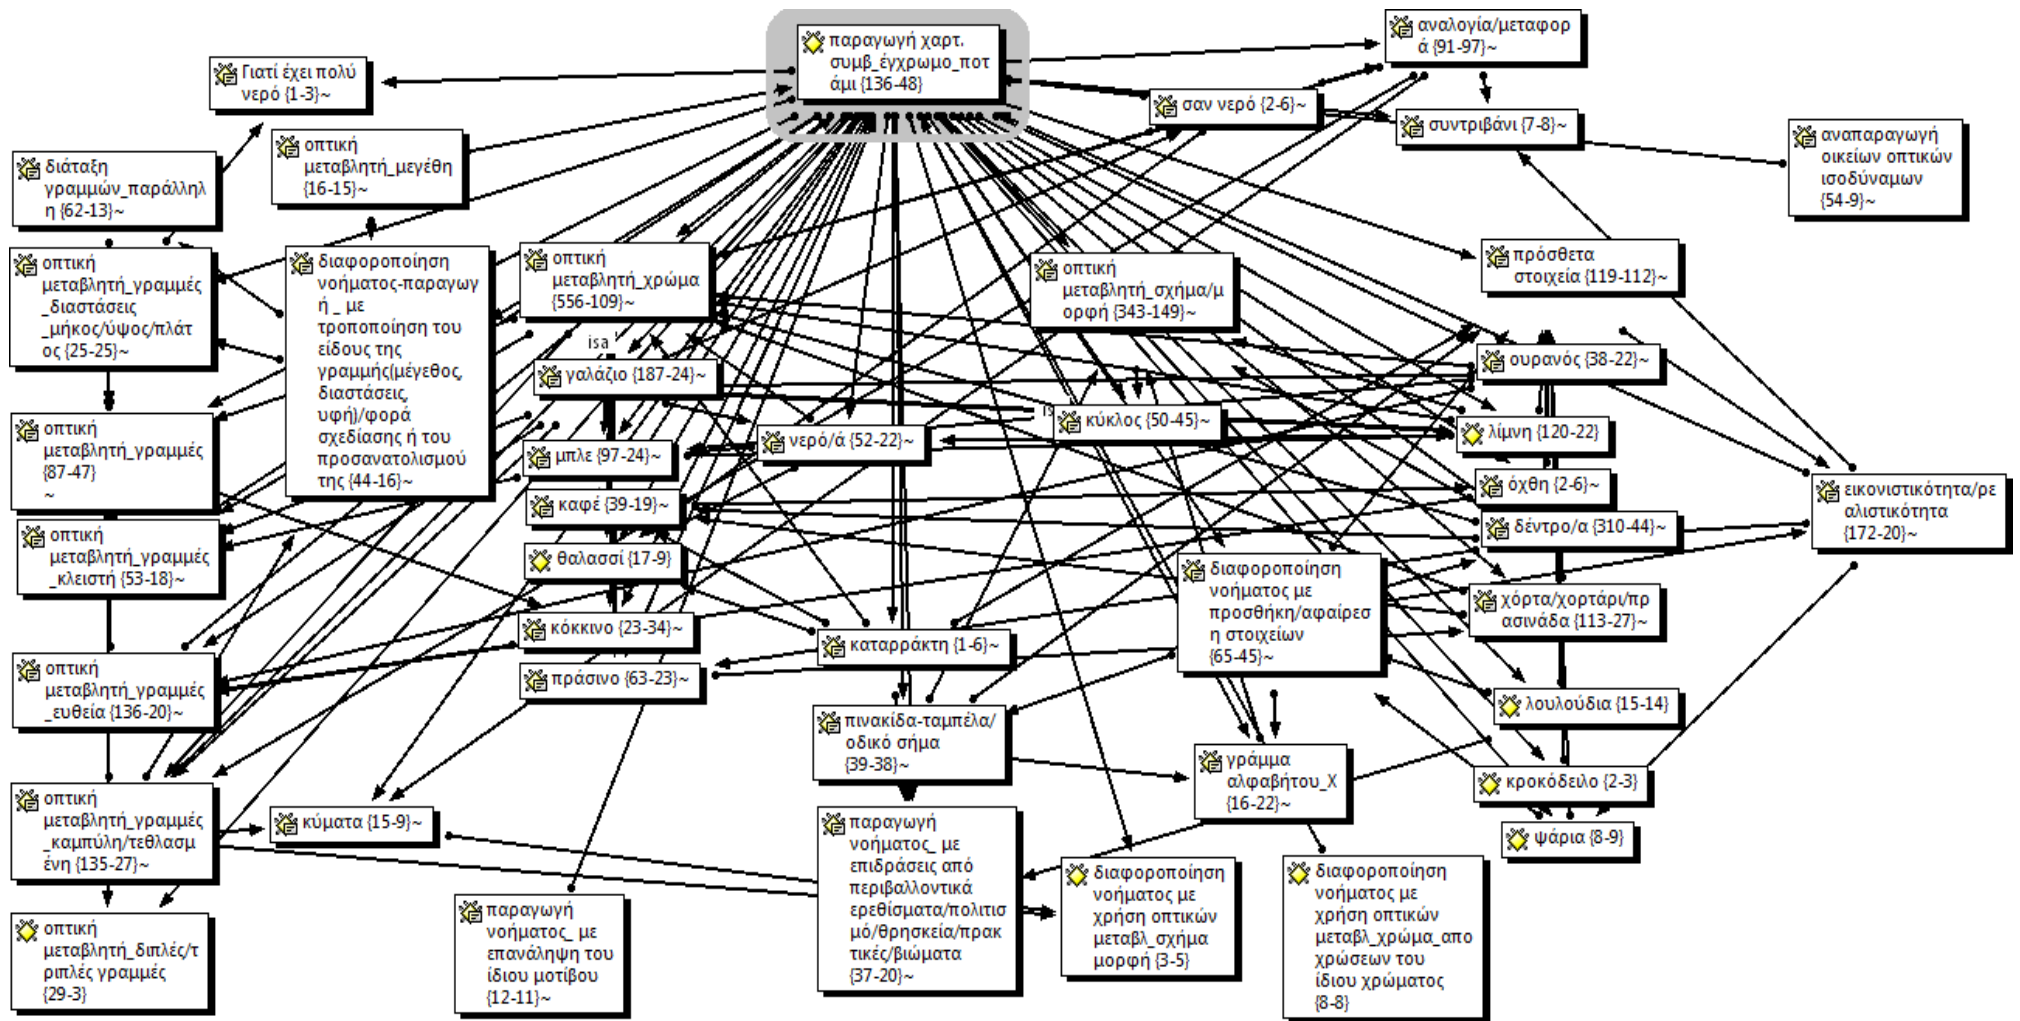 παραγωγή χαρτ.
συμβ_έγχρωμο_ποτ
άμι {136-48}
αναλογία/μεταφορ
ά {91-97}~
Γιατί έχει πολύ
νερό {1-3}~
σαν νερό {2-6}~
συντριβάνι {7-8}~
αναπαραγωγή
οικείων οπτικών
ισοδύναμων
{54-9}~
οπτική
μεταβλητή_μεγέθη
{16-15}~
διάταξη
γραμμών_παράλληλ
η {62-13}~
οπτική
μεταβλητή_γραμμές
_διαστάσεις
_μήκος/ύψος/πλάτ
ος {25-25}~
διαφοροποίηση
νοήματος-παραγωγ
ή _ με
τροποποίηση του
είδους της
γραμμής(μέγεθος,
διαστάσεις,
υφή)/φορά
σχεδίασης ή του
προσανατολισμού
της {44-16}~
οπτική
μεταβλητή_χρώμα
{556-109}~
οπτική
μεταβλητή_σχήμα/μ
ορφή {343-149}~
πρόσθετα
στοιχεία {119-112}~
isa
γαλάζιο {187-24}~
ουρανός {38-22}~
is
κύκλος {50-45}~
οπτική
μεταβλητή_γραμμές
{87-47}
~
μπλε {97-24}~
νερό/ά {52-22}~
λίμνη {120-22}
καφέ {39-19}~
όχθη {2-6}~
εικονιστικότητα/ρε
αλιστικότητα
{172-20}~
οπτική
μεταβλητή_γραμμές
_κλειστή {53-18}~
δέντρο/α {310-44}~
θαλασσί {17-9}
διαφοροποίηση
νοήματος με
προσθήκη/αφαίρεσ
η στοιχείων
{65-45}~
χόρτα/χορτάρι/πρ
ασινάδα {113-27}~
κόκκινο {23-34}~
καταρράκτη {1-6}~
πράσινο {63-23}~
οπτική
μεταβλητή_γραμμές
_ευθεία {136-20}~
λουλούδια {15-14}
πινακίδα-ταμπέλα/
οδικό σήμα
{39-38}~
γράμμα
αλφαβήτου_Χ
{16-22}~
κροκόδειλο {2-3}
οπτική
μεταβλητή_γραμμές
_καμπύλη/τεθλασμ
ένη {135-27}~
κύματα {15-9}~
ψάρια {8-9}
παραγωγή
νοήματος_ με
επιδράσεις από
περιβαλλοντικά
ερεθίσματα/πολιτισ
μό/θρησκεία/πρακ
τικές/βιώματα
{37-20}~
διαφοροποίηση
νοήματος με
χρήση οπτικών
μεταβλ_σχήμα
μορφή {3-5}
διαφοροποίηση
νοήματος με
χρήση οπτικών
μεταβλ_χρώμα_απο
χρώσεων του
ίδιου χρώματος
{8-8}
παραγωγή
νοήματος_ με
επανάληψη του
ίδιου μοτίβου
{12-11}~
οπτική
μεταβλητή_διπλές/τ
ριπλές γραμμές
{29-3}